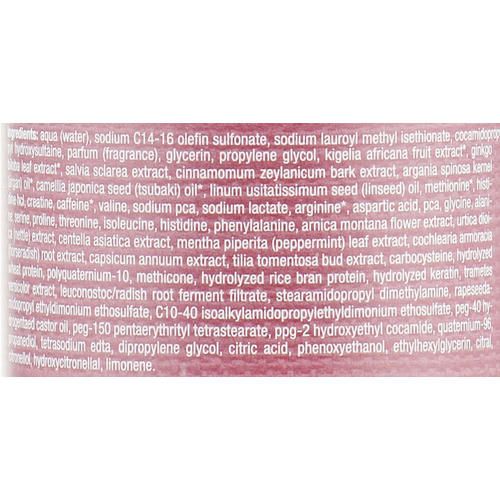 Ingredients: aqua (water), sodium C14-16 olefin sulfonate, sodium lauroyl methyl isethionate, cocamidoprop
hydroxysultaine, parfum (fragrance), glycerin, propylene glycol, kigelia africana fruit extract*, ginkgo
biloba leaf extract*, salvia sclarea extract, cinnamomum zeylanicum bark extract, argania spinosa kernel
oil*, camellia japonica seed (tsubaki) oil*, linum usitatissimum seed (linseed) oil, methionine*, histi
dine hcl, creatine, caffeine*, valine, sodium pca, sodium lactate, arginine*, aspartic acid, pca, glycine, alani-
serine, proline, threonine, isoleucine, histidine, phenylalanine, arnica montana flower extract, urtica dioi-
(nettle) extract, centella asiatica extract, mentha piperita (peppermint) leaf extract, cochlearia armoracia
(horseradish) root extract, capsicum annuum extract, tilia tomentosa bud extract, carbocysteine, hydrolyzed
wheat protein, polyquaternium-10, methicone, hydrolyzed rice bran protein, hydrolyzed keratin, trametes
versicolor extract, leuconostoc/radish root ferment filtrate, stearamidopropyl dimethylamine, rapeseeda-
midopropyl ethyldimonium ethosulfate, C10-40 isoalkylamidopropylethyldimonium ethosulfate, peg-40 hy-
drogenated castor oil, peg-150 pentaerythrityl tetrastearate, ppg-2 hydroxyethyl cocamide, quaternium-96,
propanediol, tetrasodium edta, dipropylene glycol, citric acid, phenoxyethanol, ethylhexylglycerin, citral,
citronellol, hydroxycitronellal, limonene.